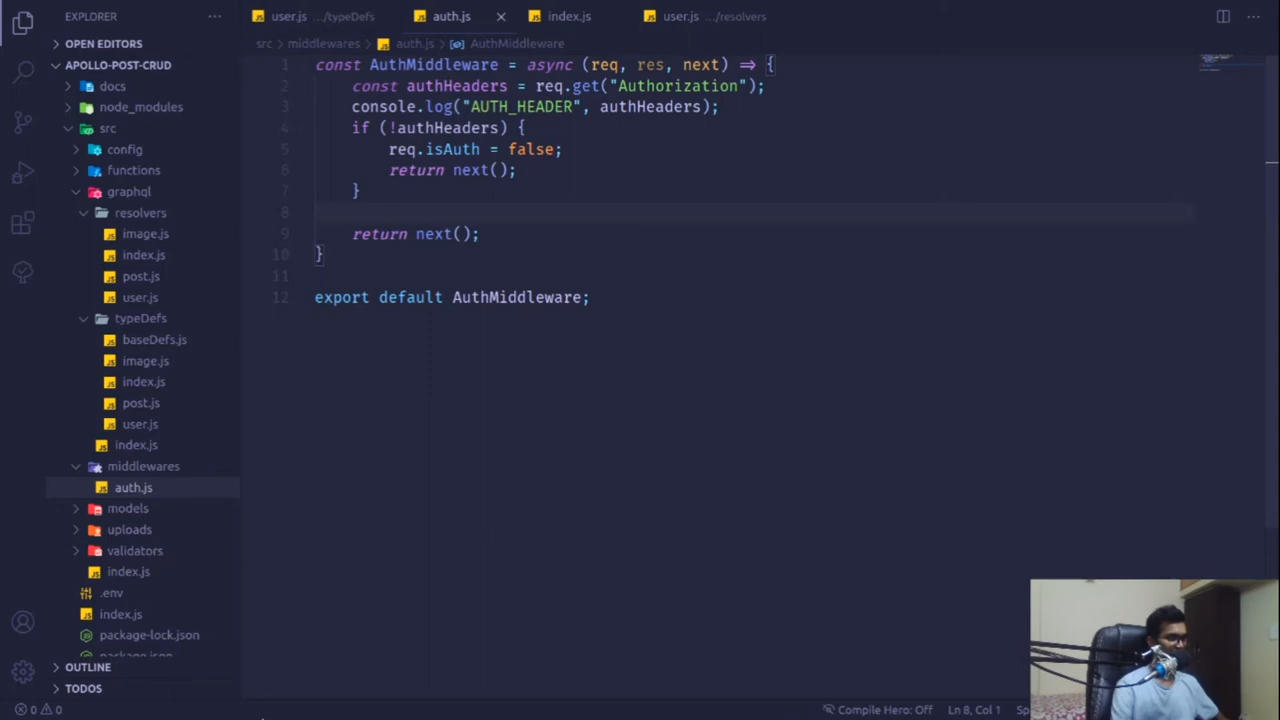 EXPLORER
OPEN EDITORS
APOLLO-POST-CRUD
docs
node_modules
src
config
functions
graphql
resolvers
image.js
index.js
post.js
user.js
typeDefs
baseDefs.js
image.js
index.js
post.js
user.js
index.js
middlewares
auth.js
models
uploads
validators
index.js
.env
index.js
package-lock.json
package.json
OUTLINE
TODOS
user.js .../typeDefs
auth.js
index.js
user.js .../resolvers
src > middlewares > auth.js > AuthMiddleware
1 const AuthMiddleware = async (req, res, next) => {
2 const authHeaders = req.get("Authorization");
3 console.log("AUTH_HEADER", authHeaders);
4 if (!authHeaders) {
5 req.isAuth = false;
6 return next();
7 }
8
9 return next();
10 }
11
12 export default AuthMiddleware;
0 0
Compile Hero: Off
Ln 8, Col 1